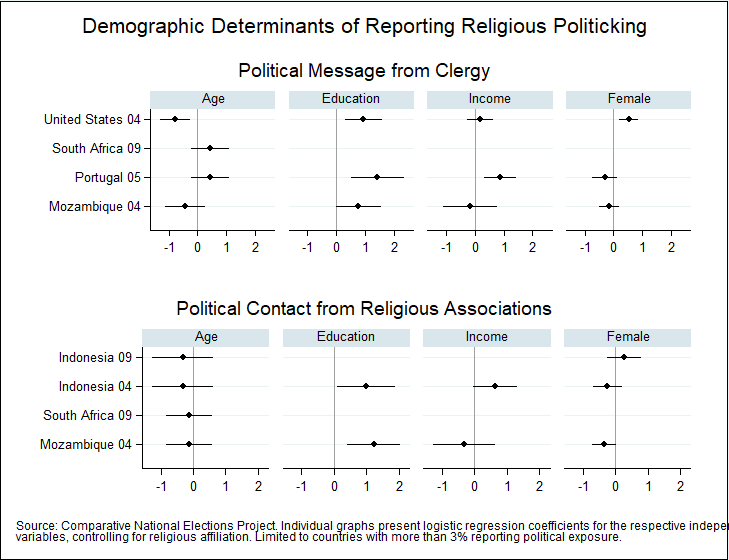 Demographic Determinants of Reporting Religious Politicking
Political Message from Clergy
Age Education Income Female
United States 04
South Africa 09
Portugal 05
Mozambique 04
-1 0 1 2 -1 0 1 2 -1 0 1 2 -1 0 1 2
Political Contact from Religious Associations
Age Education Income Female
Indonesia 09
Indonesia 04
South Africa 09
Mozambique 04
-1 0 1 2 -1 0 1 2 -1 0 1 2 -1 0 1 2
Source: Comparative National Elections Project. Individual graphs present logistic regression coefficients for the respective indeper
variables, controlling for religious affiliation. Limited to countries with more than 3% reporting political exposure.